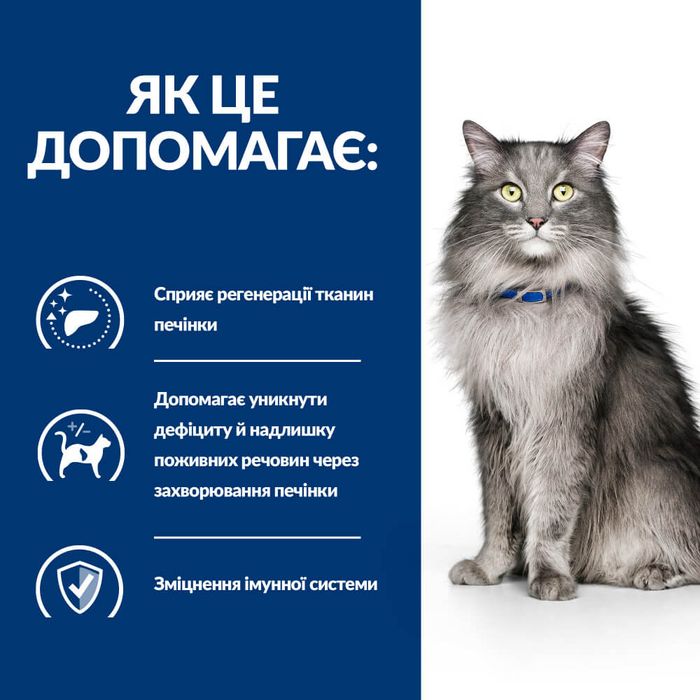 ЯК ЦЕ
ДОПОМАГАЄ:
Сприяє регенерації тканин
печінки
+/-
Допомагає уникнути
дефіциту й надлишку
поживних речовин через
захворювання печінки
Зміцнення імунної системи